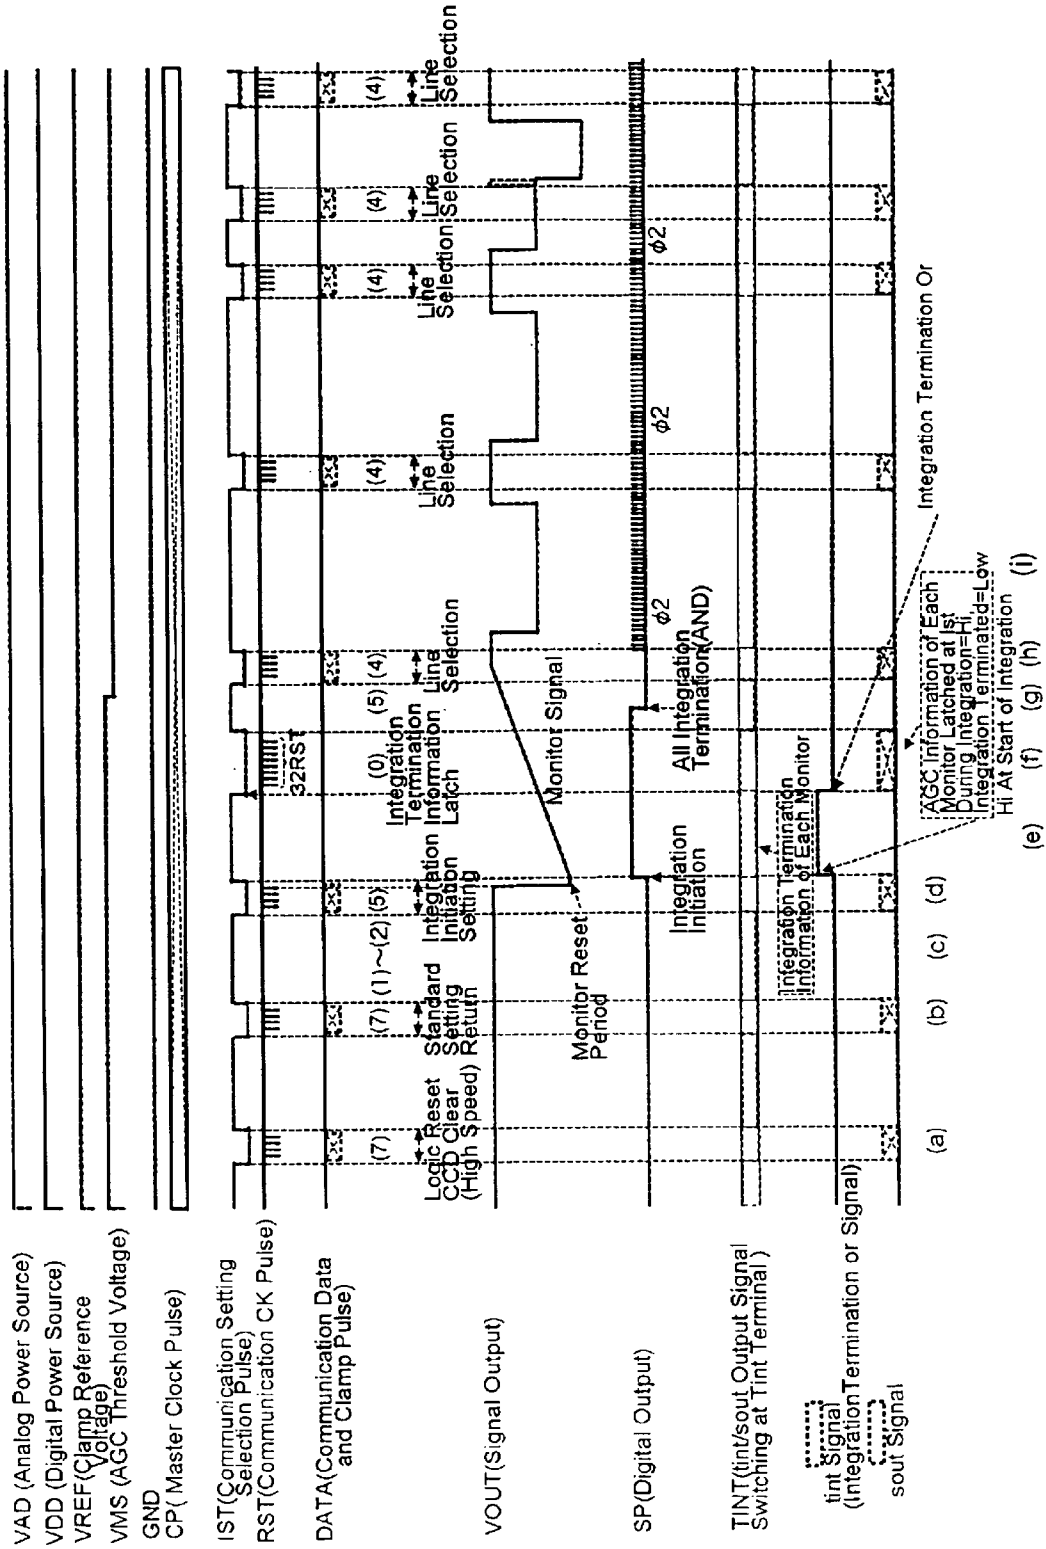 VAD (Analog Power Source)
VDD (Digital Power Source)
VREF(Clamp Reference
Voltage)
VMS (AGC Threshold Voltage)
GND
CP( Master Clock Pulse)
IST(Communication Setting
Selection Pulse)
RST(Communication CK Pulse)
32RST
DATA(Communication Data
and Clamp Pulse)
(7)
(7)
(1)~(2)
(5)
(0)
(5)
(4)
(4)
(4)
(4)
(4)
Logic Reset
CCD Clear
(High Speed)
Standard
Setting
Return
Integration
Initiation
Setting
Integration
Termination
Information
Latch
Line
Selection
Line
Selection
Line
Selection
Line
Selection
Line
Selection
VOUT(Signal Output)
Monitor Signal
Monitor Reset
Period
SP(Digital Output)
ϕ2
ϕ2
ϕ2
Integration
Initiation
All Integration
Termination(AND)
TINT(tint/sout Output Signal
Switching at Tint Terminal )
Integration Termination
Information of Each Monitor
tint Signal
(IntegrationTermination or Signal)
sout Signal
Integration Termination Or
AGC Information of Each
Monitor Latched at Ist
During Integration=Hi
Integration Terminated=Low
Hi At Start of Integration
(a)
(b)
(c)
(d)
(e)
(f)
(g)
(h)
(i)